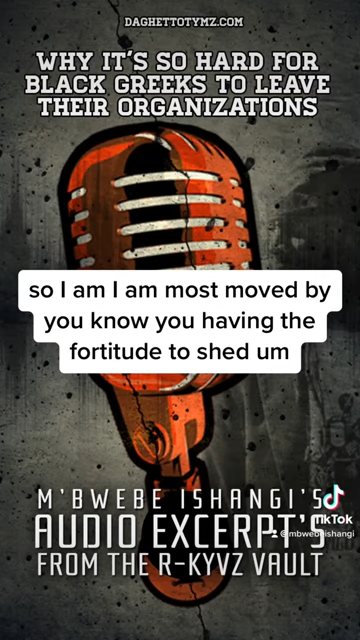 DAGHETTOTYMZ.COM
WHY IT'S SO HARD FOR
BLACK GREEKS TO LEAVE
THEIR ORGANIZATIONS
so I am I am most moved by
you know you having the
fortitude to shed um
M'BWEBE ISHANGI'S
AUDIO EXCERPT'S
FROM THE R-KYVZ VAULT
TikTok
@mbwebeishangi